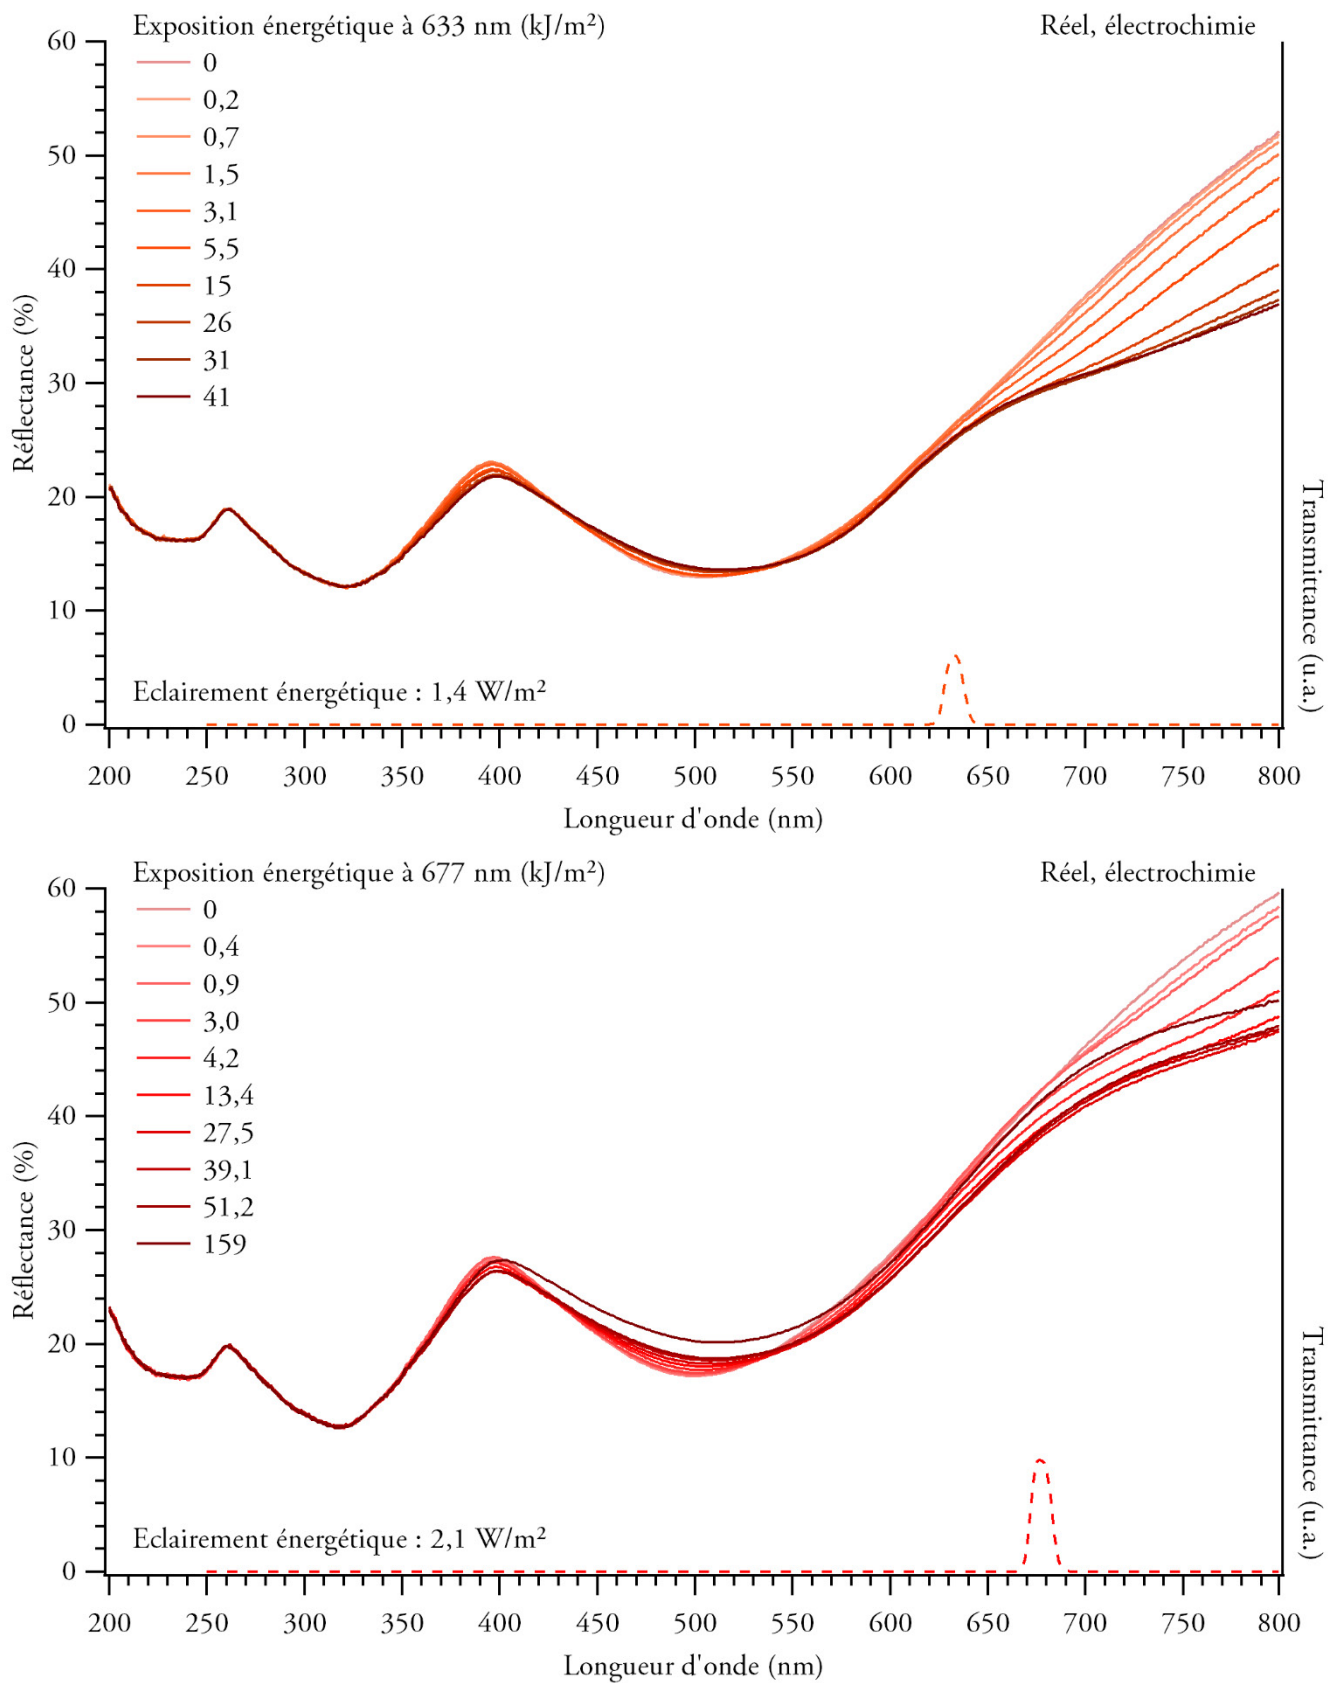 Exposition énergétique à 633 nm (kJ/m²)
Réel, électrochimie
0
0,2
0,7
1,5
3,1
5,5
15
26
31
41
60
50
40
30
20
10
0
Réflectance (%)
Transmittance (u.a.)
Eclairement énergétique : 1,4 W/m²
200 250 300 350 400 450 500 550 600 650 700 750 800
Longueur d'onde (nm)
Exposition énergétique à 677 nm (kJ/m²)
Réel, électrochimie
0
0,4
0,9
3,0
4,2
13,4
27,5
39,1
51,2
159
60
50
40
30
20
10
0
Réflectance (%)
Transmittance (u.a.)
Eclairement énergétique : 2,1 W/m²
200 250 300 350 400 450 500 550 600 650 700 750 800
Longueur d'onde (nm)